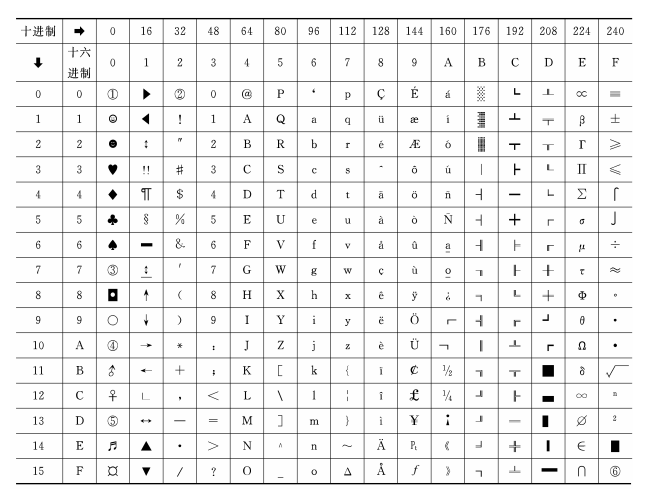 十进制 ➡ 0 16 32 48 64 80 96 112 128 144 160 176 192 208 224 240
⬇ 十六进制 0 1 2 3 4 5 6 7 8 9 A B C D E F
0 0 ① ▶ ② 0 @ P ‘ p Ç É á ░ ┗ ╨ ∝ ≡
1 1 ☺ ◀ ! 1 A Q a q ü æ í ▒ ┻ ╤ β ±
2 2 ☻ ↕ " 2 B R b r é Æ ó ▓ ┳ ╥ Γ ≥
3 3 ♥ !! # 3 C S c s ˆ ô ú │ ┣ ╙ Π ≤
4 4 ♦ ¶ $ 4 D T d t ä ö ñ ┤ ━ ╘ Σ ⌠
5 5 ♣ § % 5 E U e u à ò Ñ ╡ ╋ ╒ σ ⌡
6 6 ♠ ▬ & 6 F V f v å û a ╢ ╞ ╓ μ ÷
7 7 ③ ↨ ' 7 G W g w ç ù o ╖ ╟ ╫ τ ≈
8 8 ◘ ↑ ( 8 H X h x ê ÿ ¿ ╕ ╚ ╪ Φ °
9 9 ○ ↓ ) 9 I Y i y ë Ö ⌐ ╣ ╔ ┛ θ •
10 A ④ → * : J Z j z è Ü ¬ ║ ╩ ┏ Ω •
11 B ♂ ← + ; K [ k { ï ₡ ½ ╗ ╦ ■ δ √
12 C ♀ ∟ , < L \ l ¦ î £ ¼ ╝ ╠ ▄ ∞ ⁿ
13 D ⑤ ↔ — = M ] m } ì ¥ ¡ ╜ ═ ▌ ∅ ²
14 E ♬ ▲ • > N ^ n ~ Ä ₧ 《 ╛ ╬ ▐ ∈ ■
15 F ¤ ▼ / ? O _ o Δ Å ƒ 》 ┐ ╧ ▀ ∩ ⑥